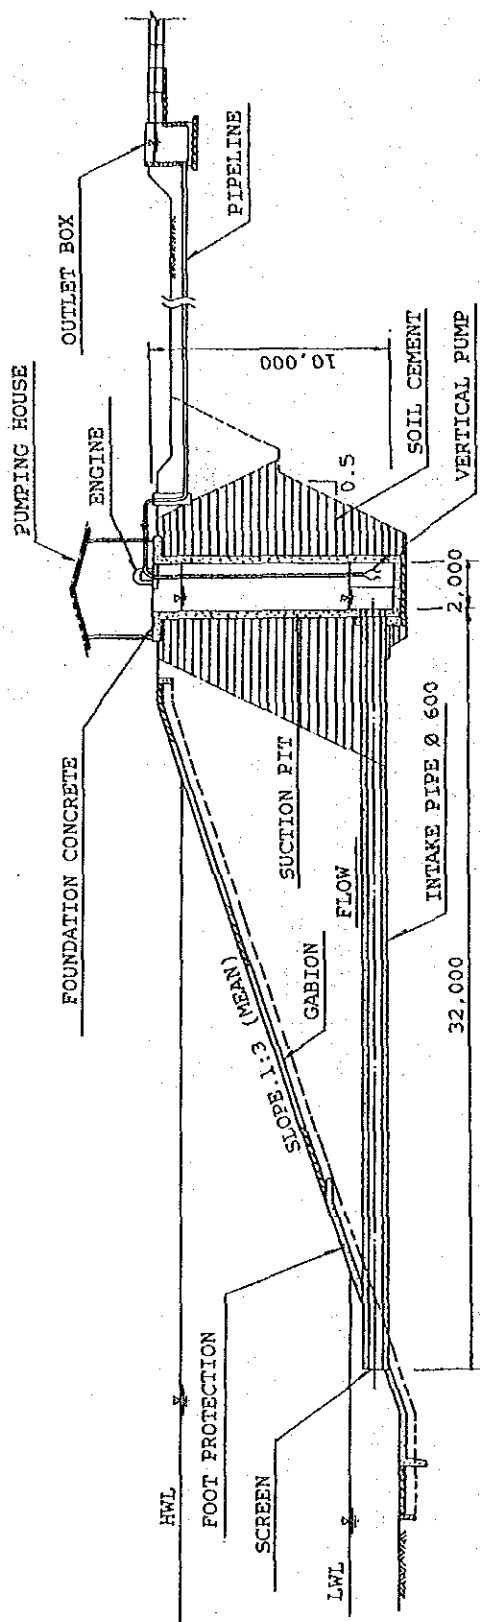 PUMPING HOUSE
OUTLET BOX
ENGINE
PIPELINE
FOUNDATION CONCRETE
10,000
0.5
SOIL CEMENT
VERTICAL PUMP
SUCTION PIT
2,000
INTAKE PIPE Ø 600
FLOW
GABION
SLOPE.1:3 (MEAN)
32,000
HWL
FOOT PROTECTION
SCREEN
LWL